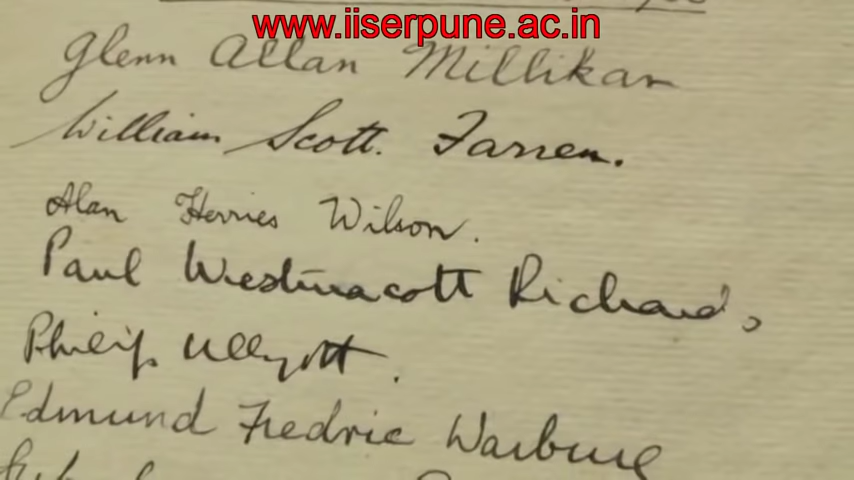 www.iiserpune.ac.in
Glenn Allan Millikan
William Scott. Farren.
Alan Herries Wilson.
Paul Westmacott Richards
Philip Ullyott.
Edmund Fredric Warburg